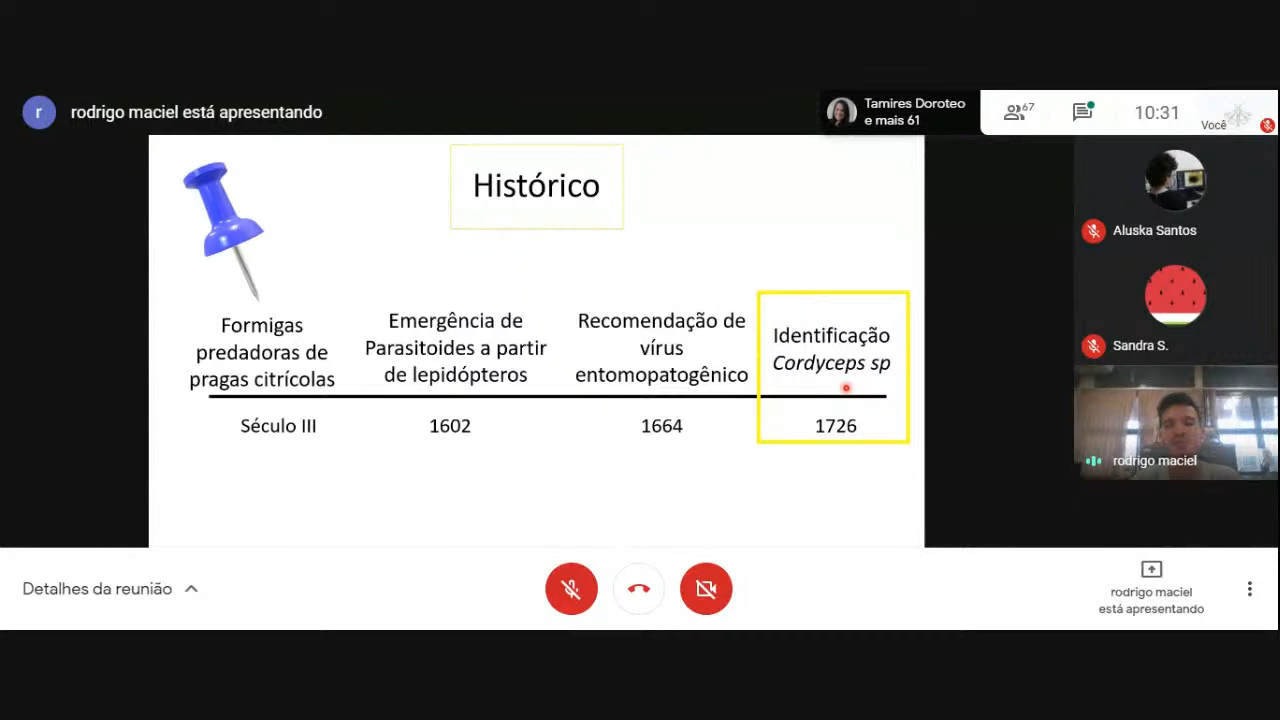 r
rodrigo maciel está apresentando
Tamires Doroteo
e mais 61
67
10:31
Você
Histórico
Aluska Santos
Sandra S.
rodrigo maciel
Formigas
predadoras de
pragas citrícolas
Emergência de
Parasitoides a partir
de lepidópteros
Recomendação de
vírus
entomopatogênico
Identificação
Cordyceps sp
Século III
1602
1664
1726
Detalhes da reunião
rodrigo maciel
está apresentando